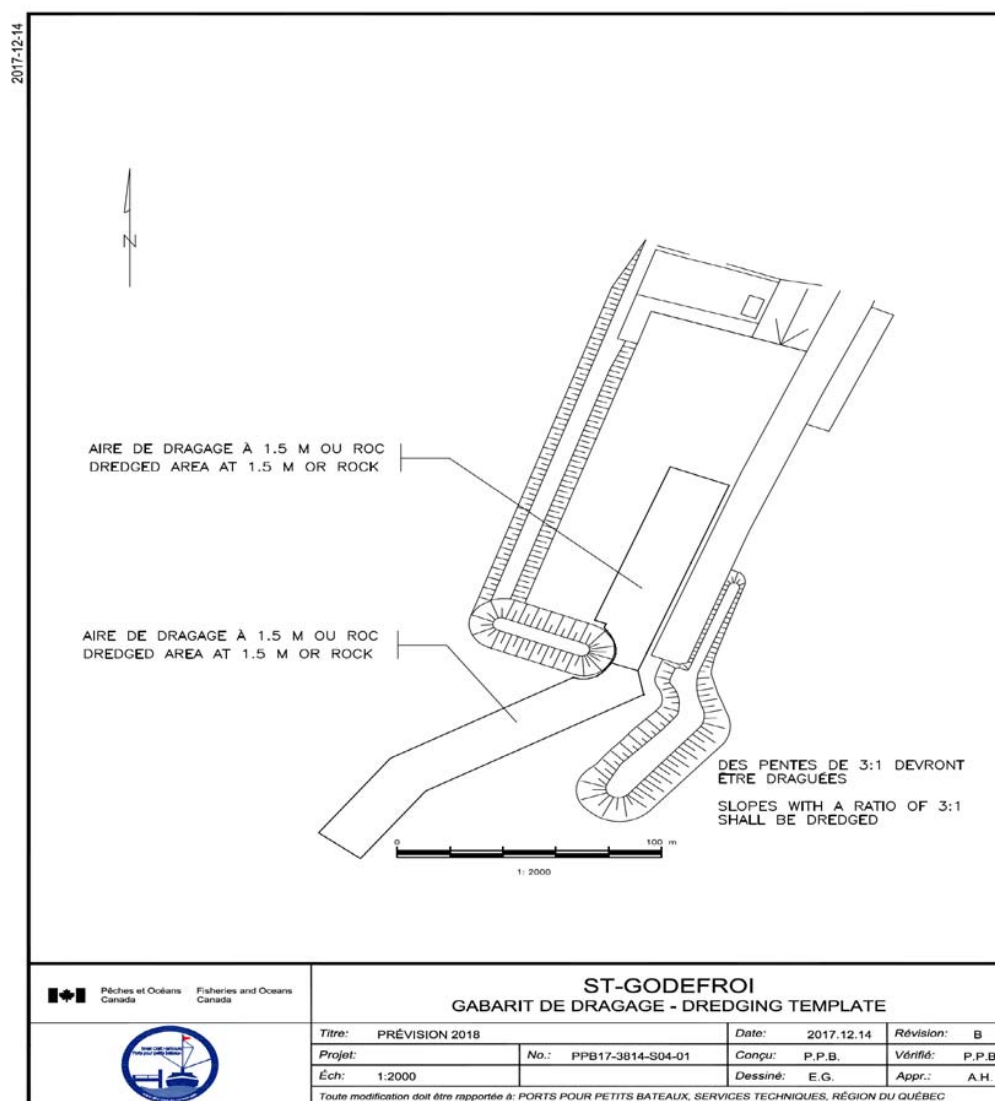 2017-12-14
N
AIRE DE DRAGAGE À 1.5 M OU ROC
DREDGED AREA AT 1.5 M OR ROCK
AIRE DE DRAGAGE À 1.5 M OU ROC
DREDGED AREA AT 1.5 M OR ROCK
DES PENTES DE 3:1 DEVRONT
ÊTRE DRAGUÉES
SLOPES WITH A RATIO OF 3:1
SHALL BE DREDGED
0 100 m
1: 2000
Pêches et Océans Fisheries and Oceans
Canada Canada
ST-GODEFROI
GABARIT DE DRAGAGE - DREDGING TEMPLATE
Titre: PRÉVISION 2018 Date: 2017.12.14 Révision: B
Projet: No.: PPB17-3814-S04-01 Conçu: P.P.B. Vérifié: P.P.B
Éch: 1:2000 Dessiné: E.G. Appr.: A.H.
Toute modification doit être rapportée à: PORTS POUR PETITS BATEAUX, SERVICES TECHNIQUES, RÉGION DU QUÉBEC